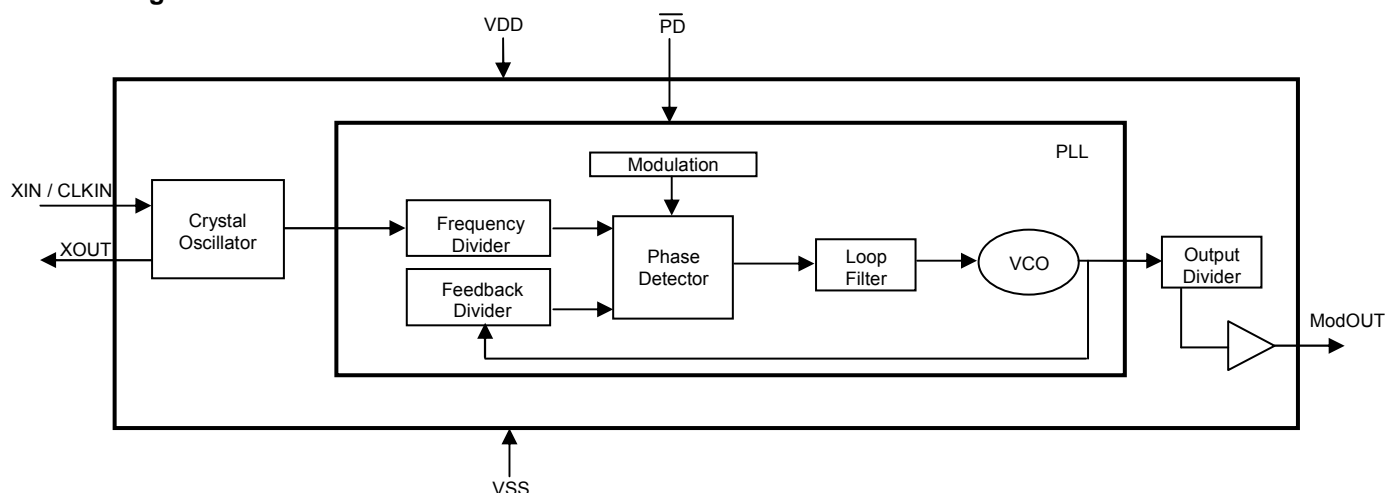 VDD
PD
Modulation
PLL
XIN / CLKIN
Crystal
Oscillator
XOUT
Frequency
Divider
Feedback
Divider
Phase
Detector
Loop
Filter
VCO
Output
Divider
ModOUT
VSS